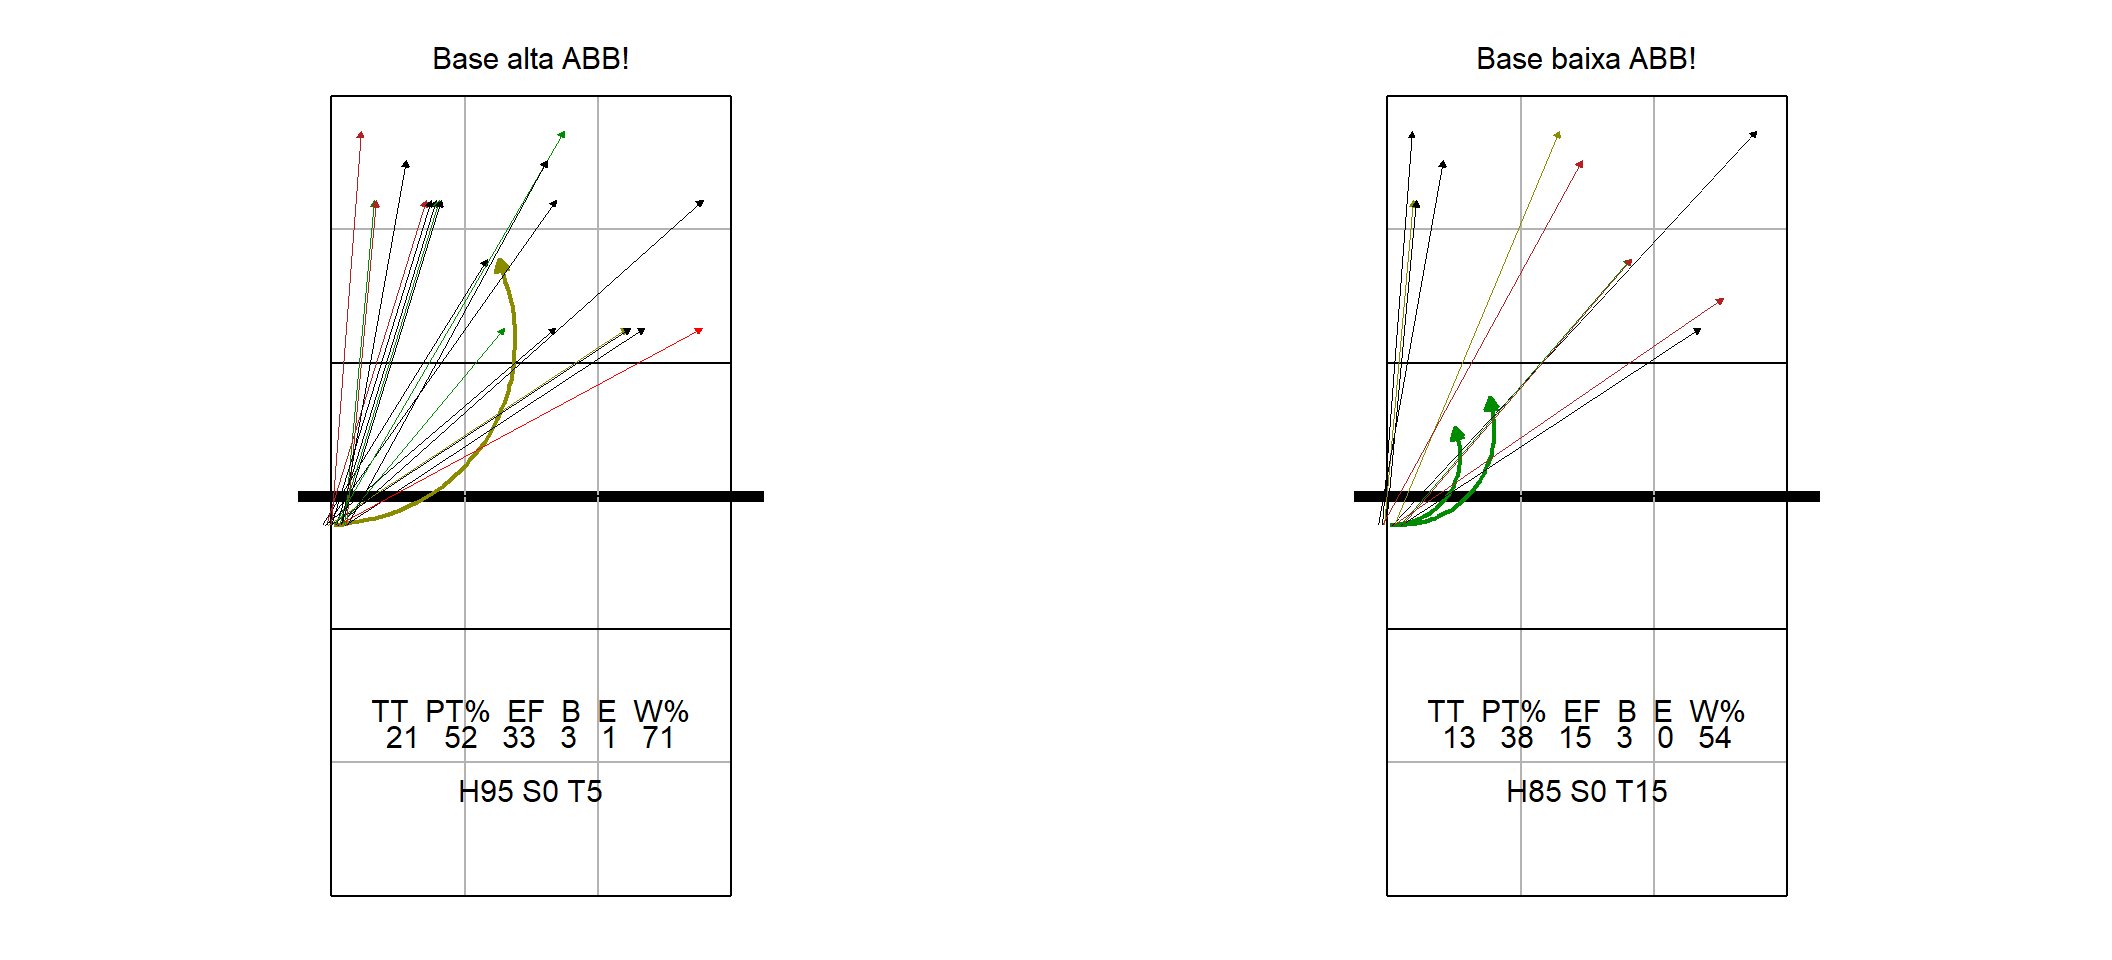 Base alta ABB!
TT PT% EF B E W%
21 52 33 3 1 71
H95 S0 T5
Base baixa ABB!
TT PT% EF B E W%
13 38 15 3 0 54
H85 S0 T15